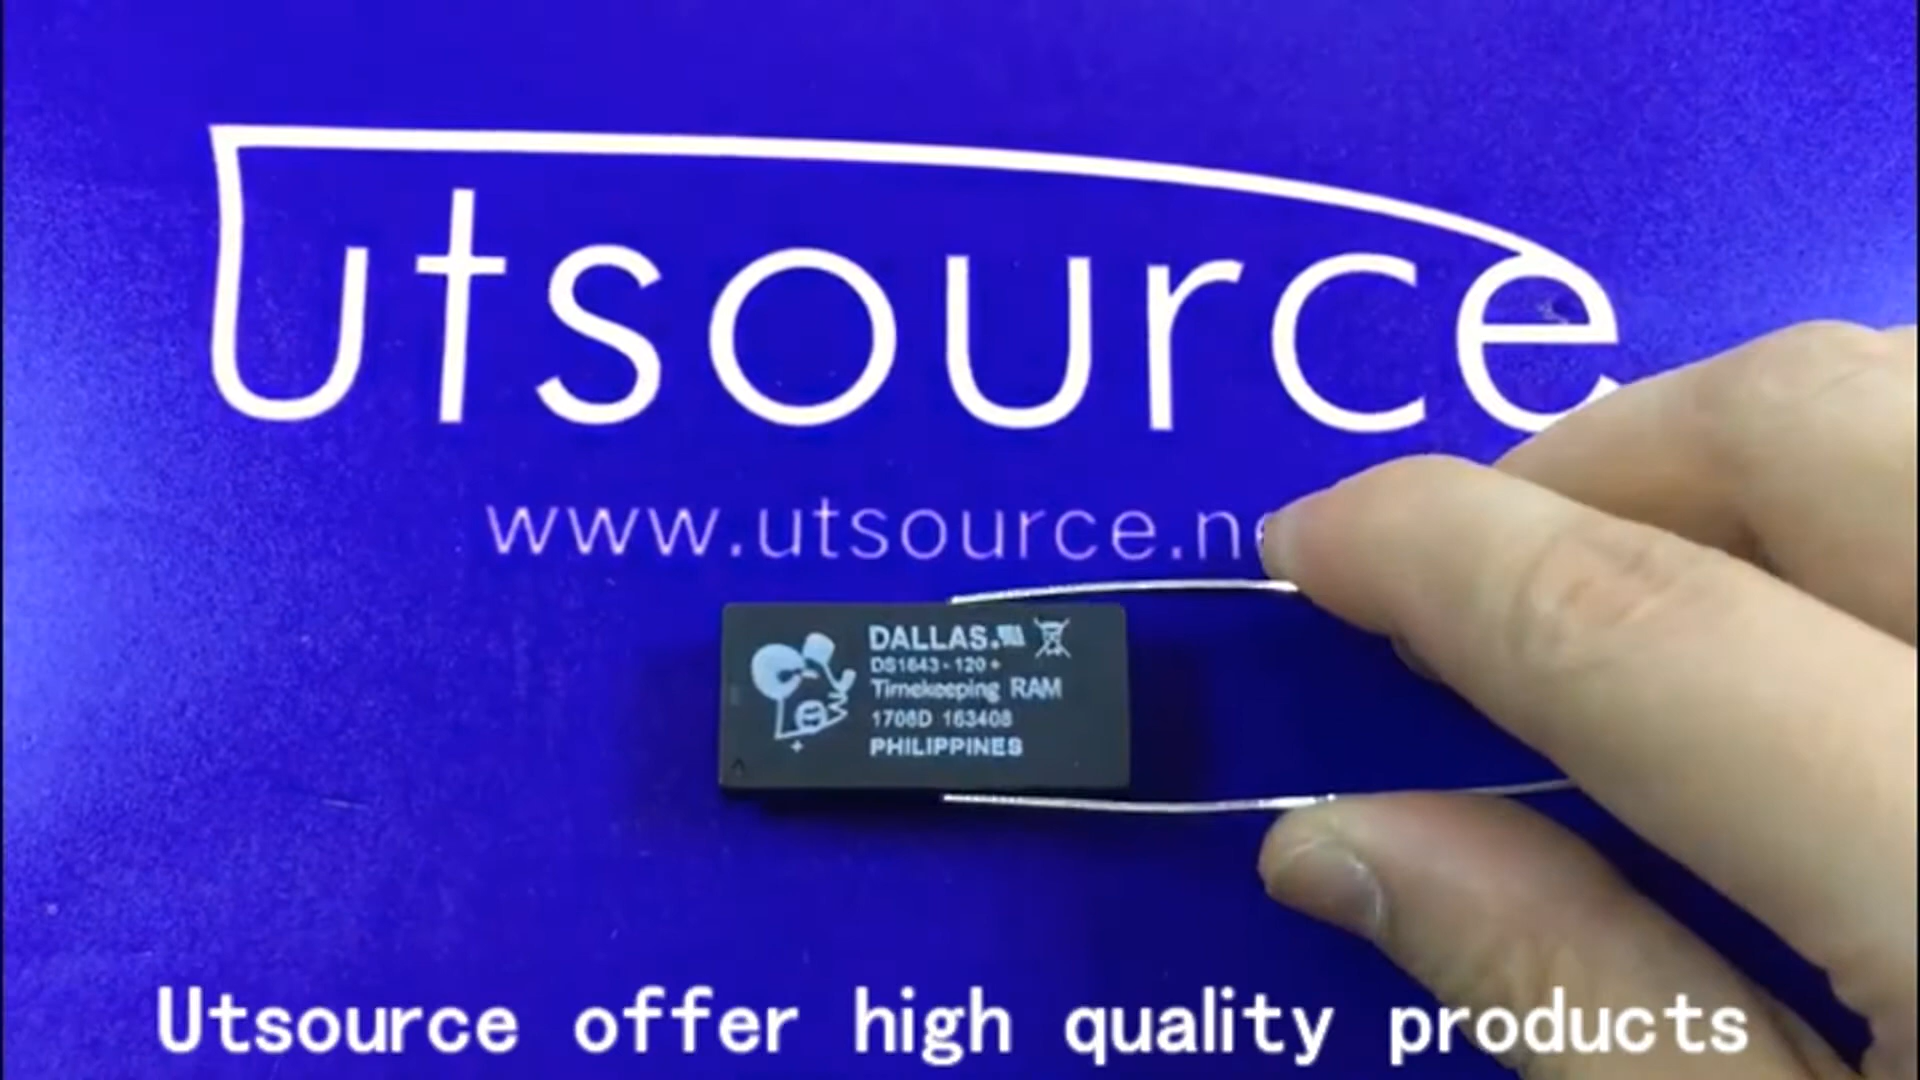 utsource
www.utsource.ne
DALLAS.
DS1643-120+
Timekeeping RAM
1708D 163408
PHILIPPINES
Utsource offer high quality products